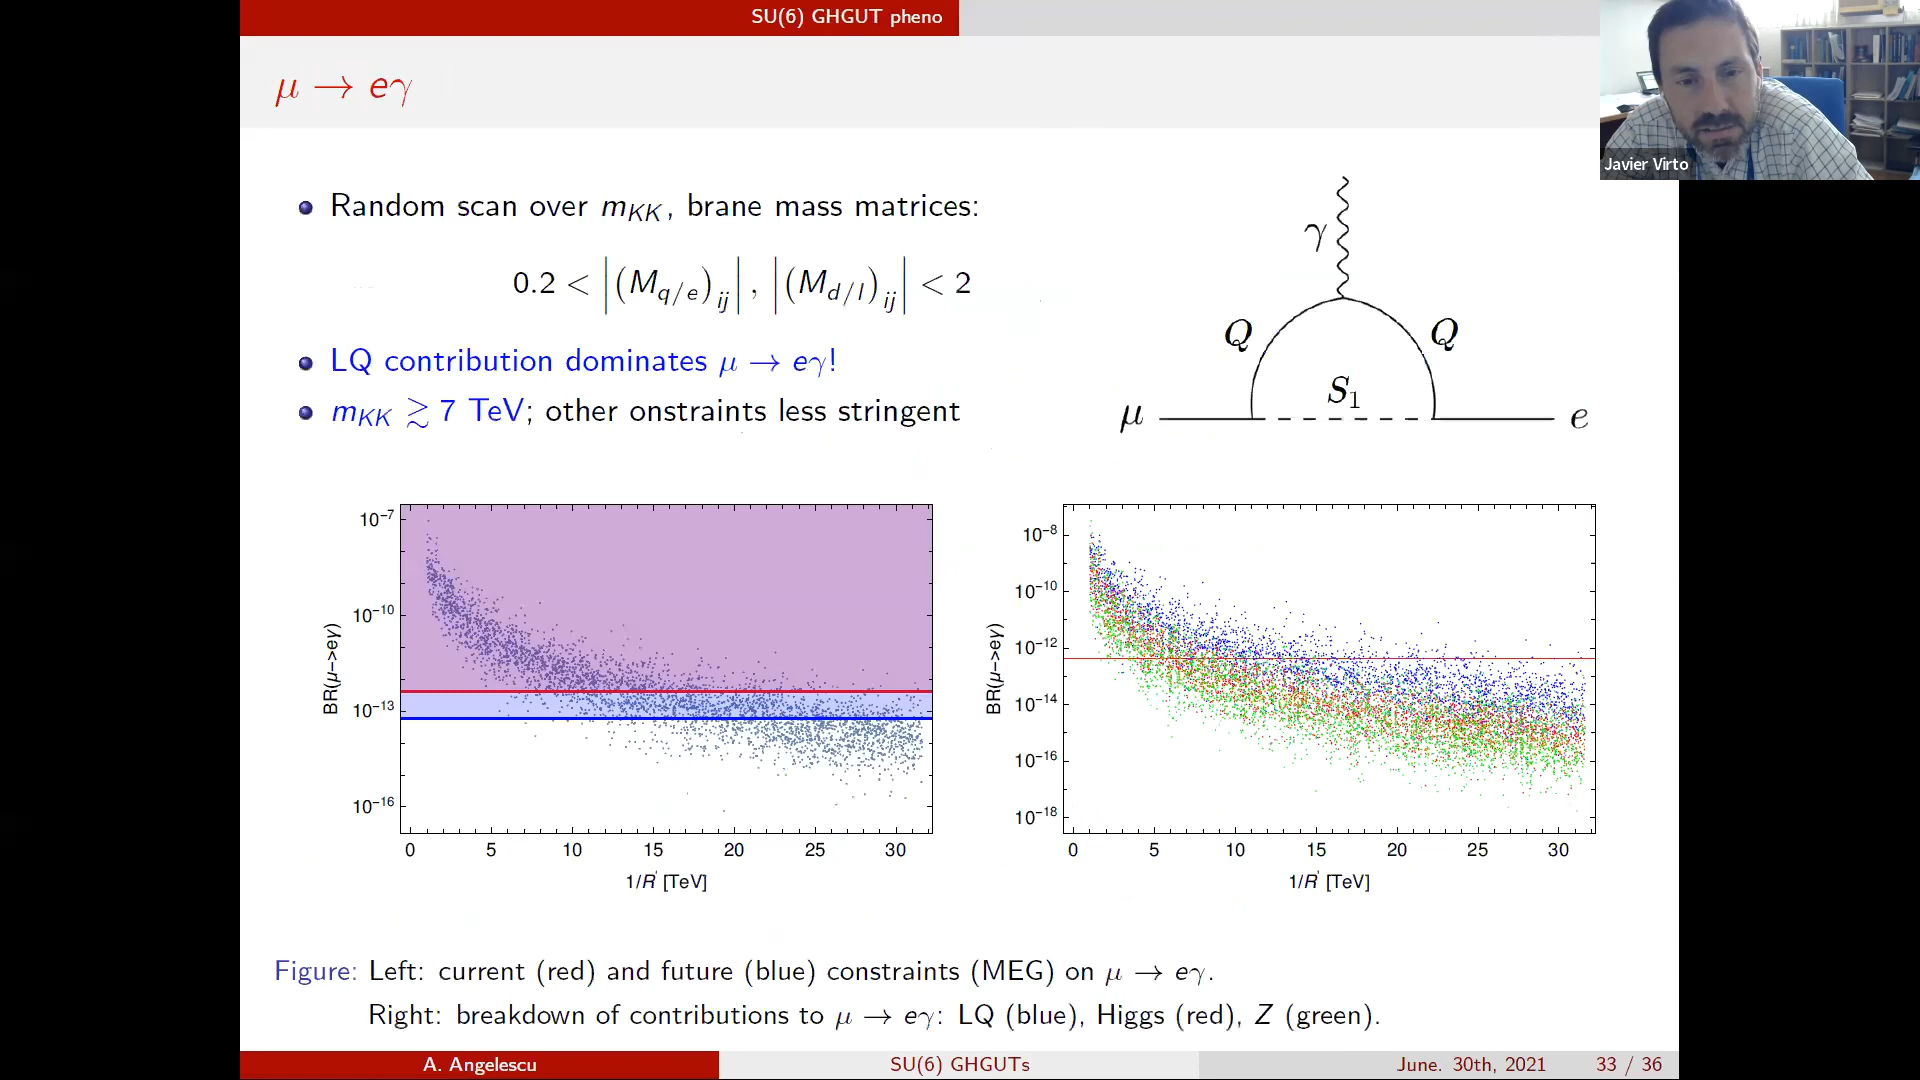 SU(6) GHGUT pheno
μ → eγ
Javier Virto
Random scan over m_KK, brane mass matrices:
0.2 < |(M_q/e)_ij|, |(M_d/l)_ij| < 2
LQ contribution dominates μ → eγ!
m_KK ≳ 7 TeV; other onstraints less stringent
γ
Q Q
S₁
μ e
10⁻⁷
10⁻¹⁰
10⁻¹³
10⁻¹⁶
BR(μ->eγ)
0 5 10 15 20 25 30
1/R' [TeV]
10⁻⁸
10⁻¹⁰
10⁻¹²
10⁻¹⁴
10⁻¹⁶
10⁻¹⁸
BR(μ->eγ)
0 5 10 15 20 25 30
1/R' [TeV]
Figure: Left: current (red) and future (blue) constraints (MEG) on μ → eγ.
Right: breakdown of contributions to μ → eγ: LQ (blue), Higgs (red), Z (green).
A. Angelescu SU(6) GHGUTs June. 30th, 2021 33 / 36